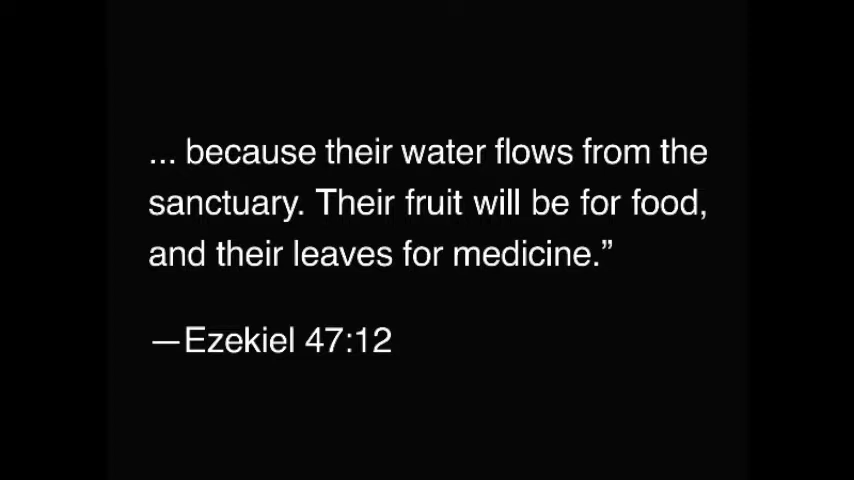 ... because their water flows from the
sanctuary. Their fruit will be for food,
and their leaves for medicine.”
—Ezekiel 47:12